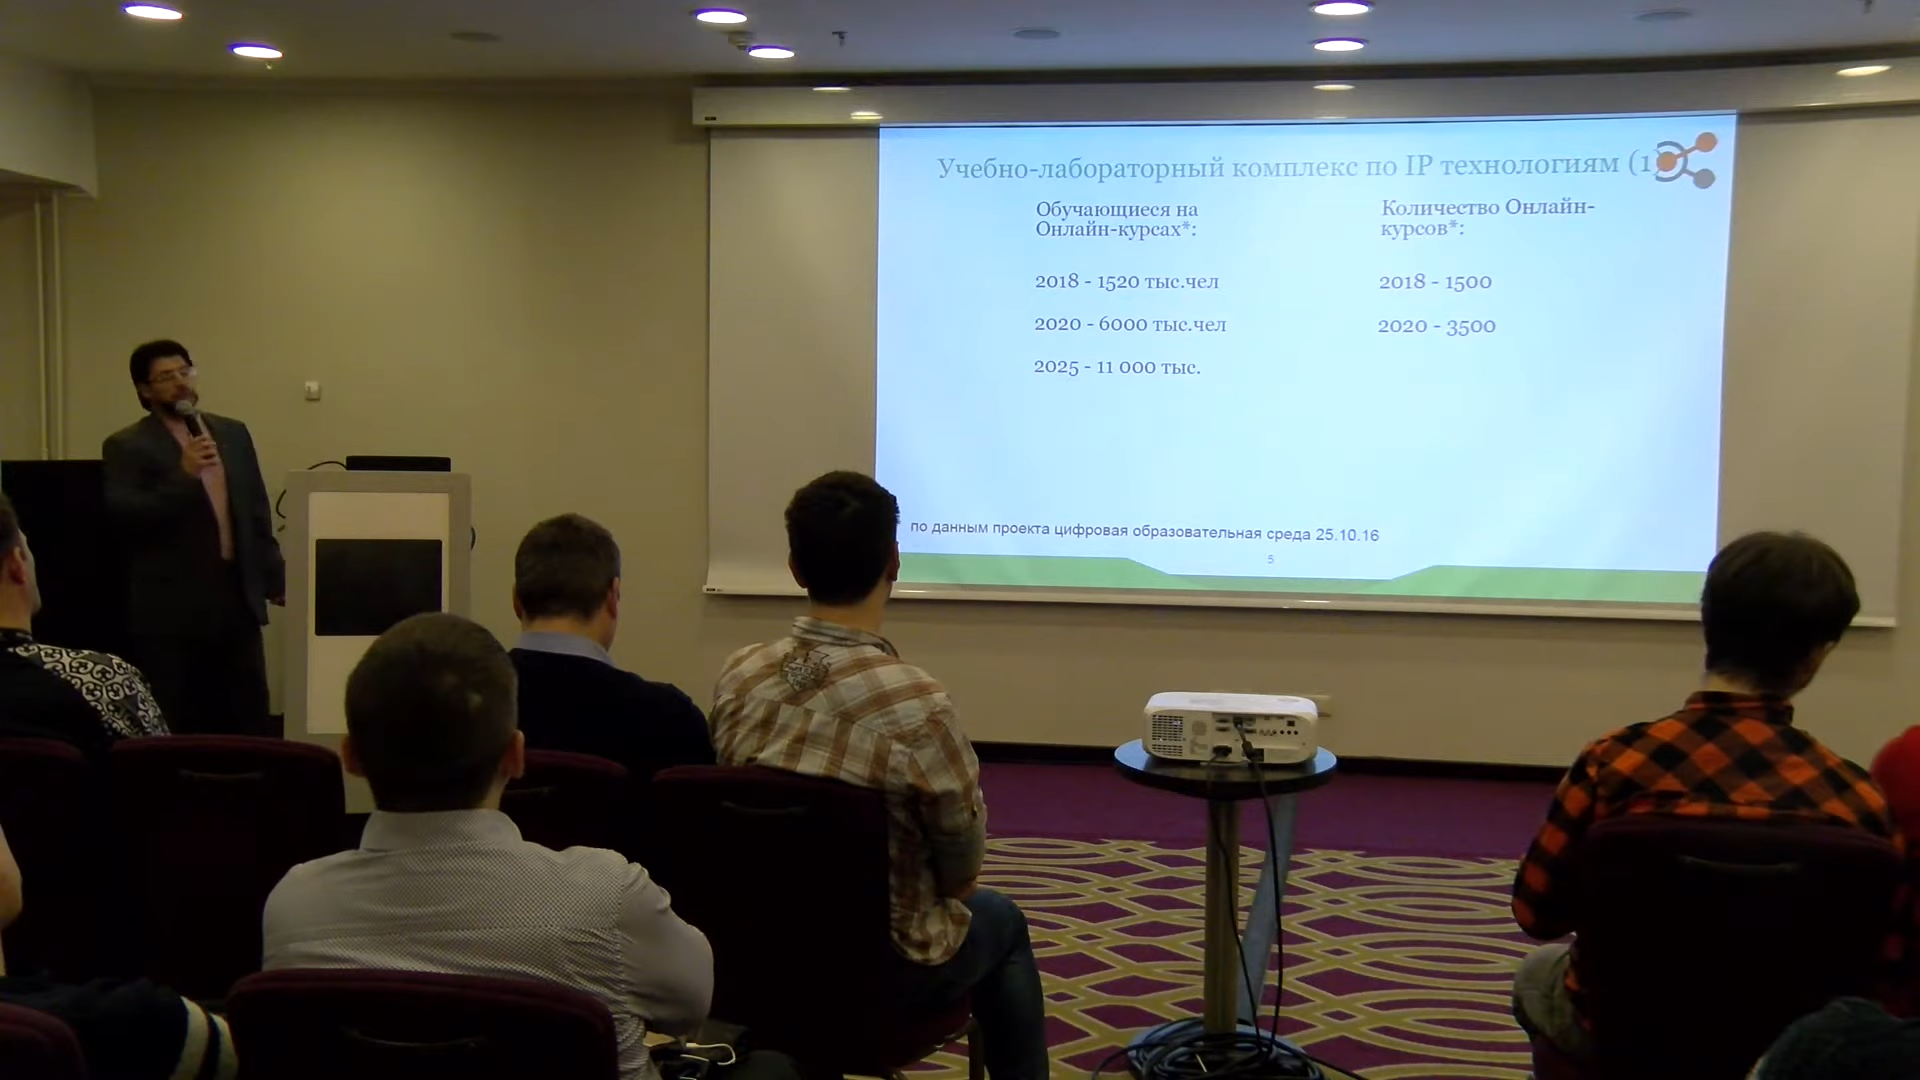 Учебно-лабораторный комплекс по IP технологиям (1)
Обучающиеся на
Онлайн-курсах*:
2018 - 1520 тыс.чел
2020 - 6000 тыс.чел
2025 - 11 000 тыс.
Количество Онлайн-
курсов*:
2018 - 1500
2020 - 3500
по данным проекта цифровая образовательная среда 25.10.16
5